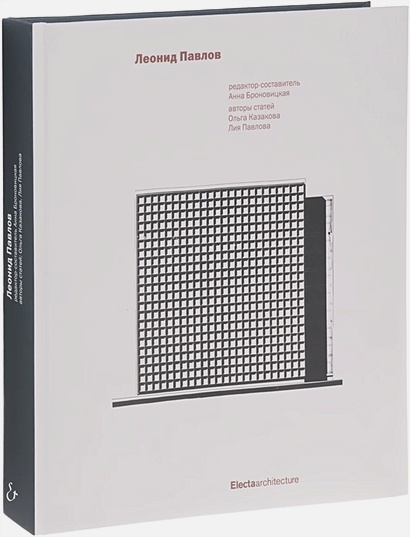 Леонид Павлов
редактор-составитель
Анна Броновицкая
авторы статей
Ольга Казакова
Лия Павлова
Electaarchitecture
Леонид Павлов
редактор-составитель Анна Броновицкая
авторы статей: Ольга Казакова, Лия Павлова